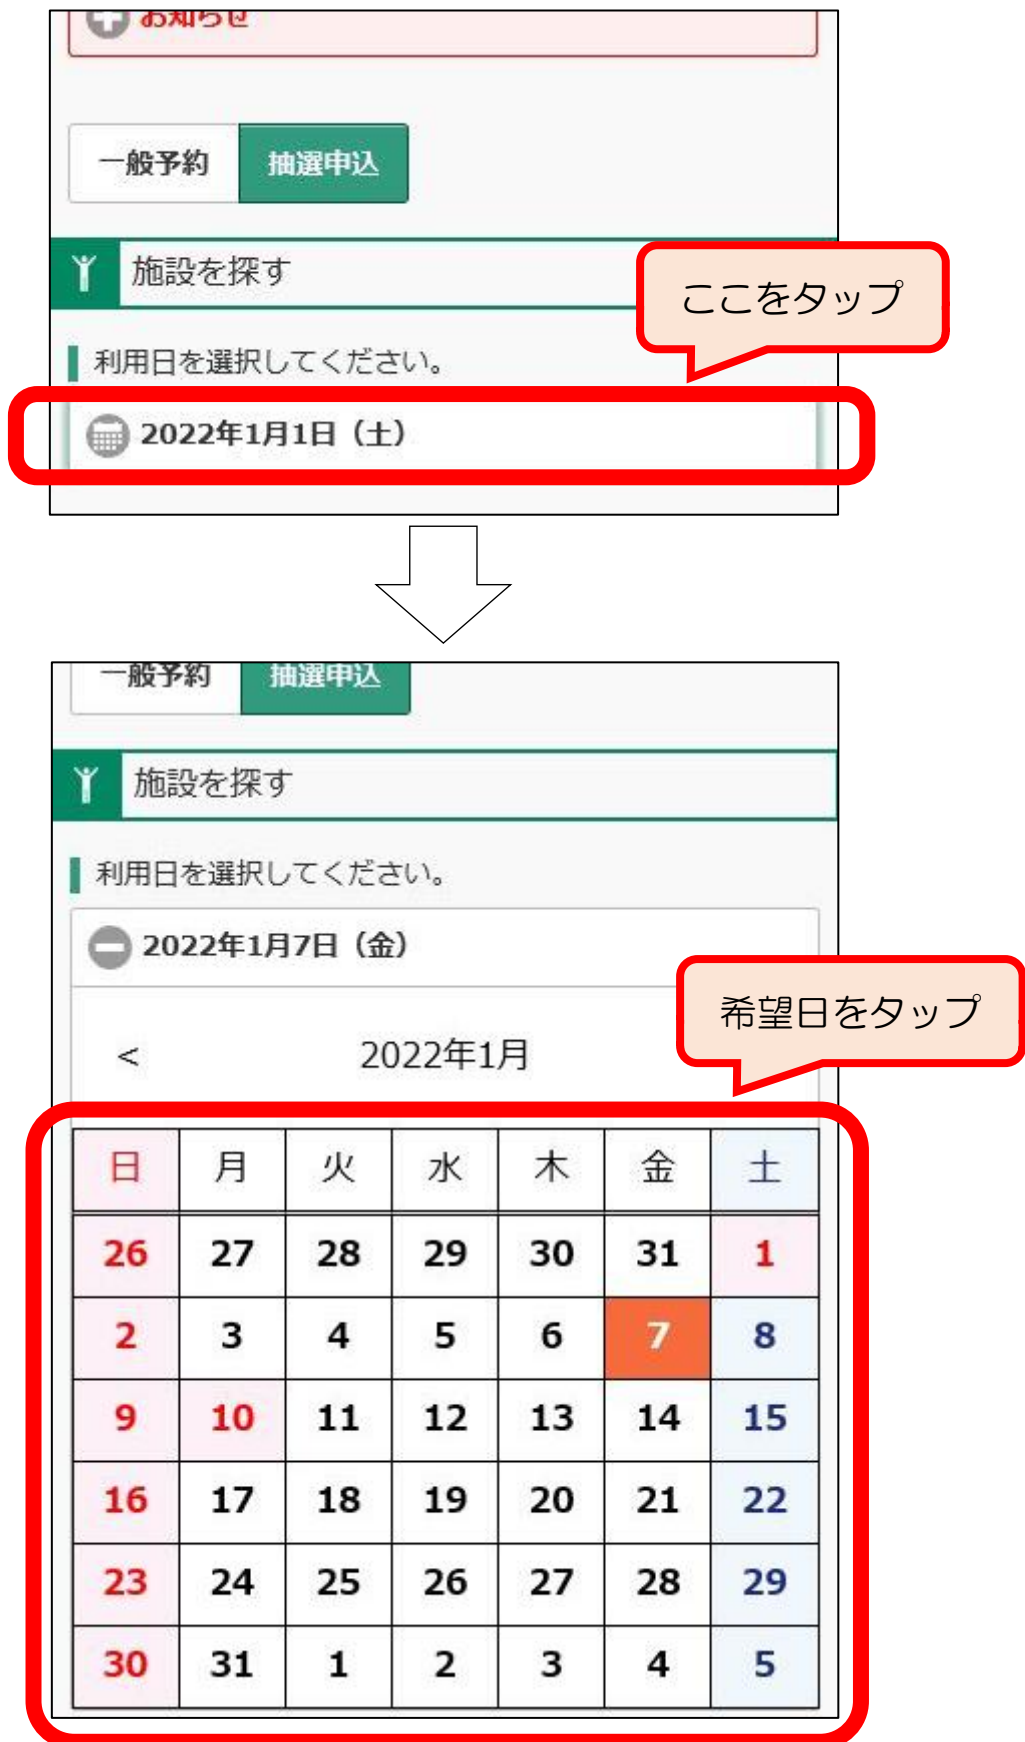 お知らせ
一般予約 抽選申込
施設を探す
ここをタップ
利用日を選択してください。
2022年1月1日（土）
一般予約 抽選申込
施設を探す
利用日を選択してください。
2022年1月7日（金）
希望日をタップ
< 2022年1月
日 月 火 水 木 金 土
26 27 28 29 30 31 1
2 3 4 5 6 7 8
9 10 11 12 13 14 15
16 17 18 19 20 21 22
23 24 25 26 27 28 29
30 31 1 2 3 4 5